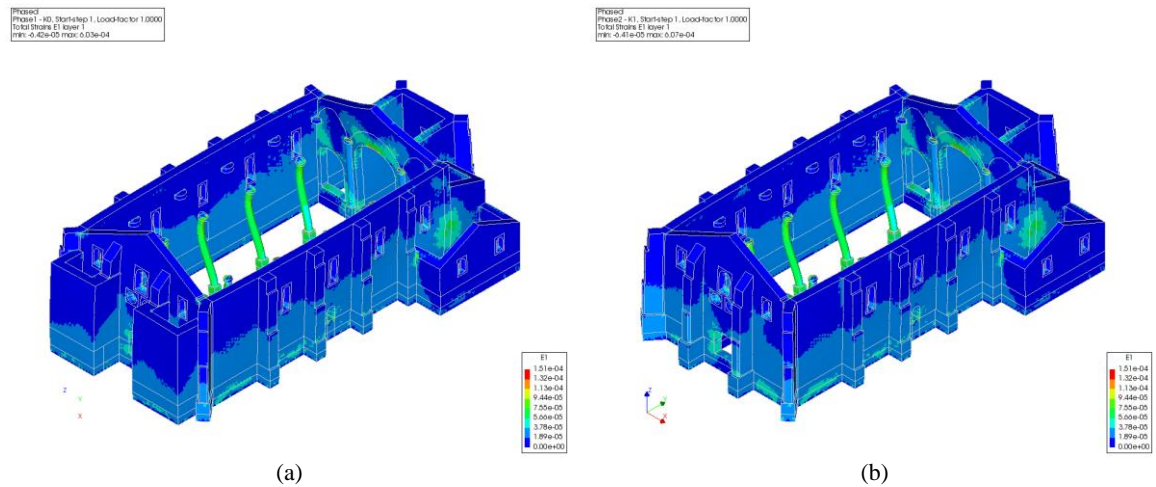 Phased
Phase1 - K0, Start-step 1, Load-factor 1.0000
Total Strains E1 layer 1
min: -6.42e-05 max: 6.03e-04
Phased
Phase2 - K1, Start-step 1, Load-factor 1.0000
Total Strains E1 layer 1
min: -6.41e-05 max: 6.07e-04
E1
1.51e-04
1.32e-04
1.13e-04
9.44e-05
7.55e-05
5.66e-05
3.78e-05
1.89e-05
0.00e+00
Z
Y
X
E1
1.51e-04
1.32e-04
1.13e-04
9.44e-05
7.55e-05
5.66e-05
3.78e-05
1.89e-05
0.00e+00
Z
Y
X
(a)
(b)